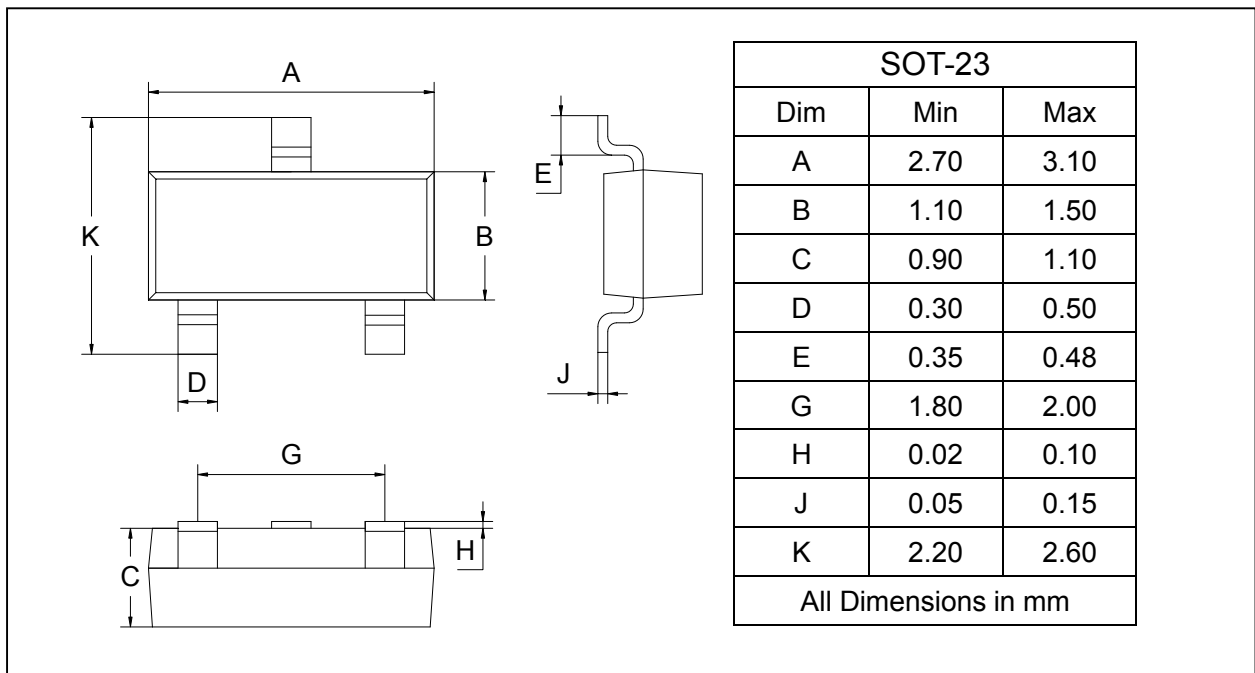 A
K
B
D
E
J
G
C
H
SOT-23
Dim Min Max
A 2.70 3.10
B 1.10 1.50
C 0.90 1.10
D 0.30 0.50
E 0.35 0.48
G 1.80 2.00
H 0.02 0.10
J 0.05 0.15
K 2.20 2.60
All Dimensions in mm